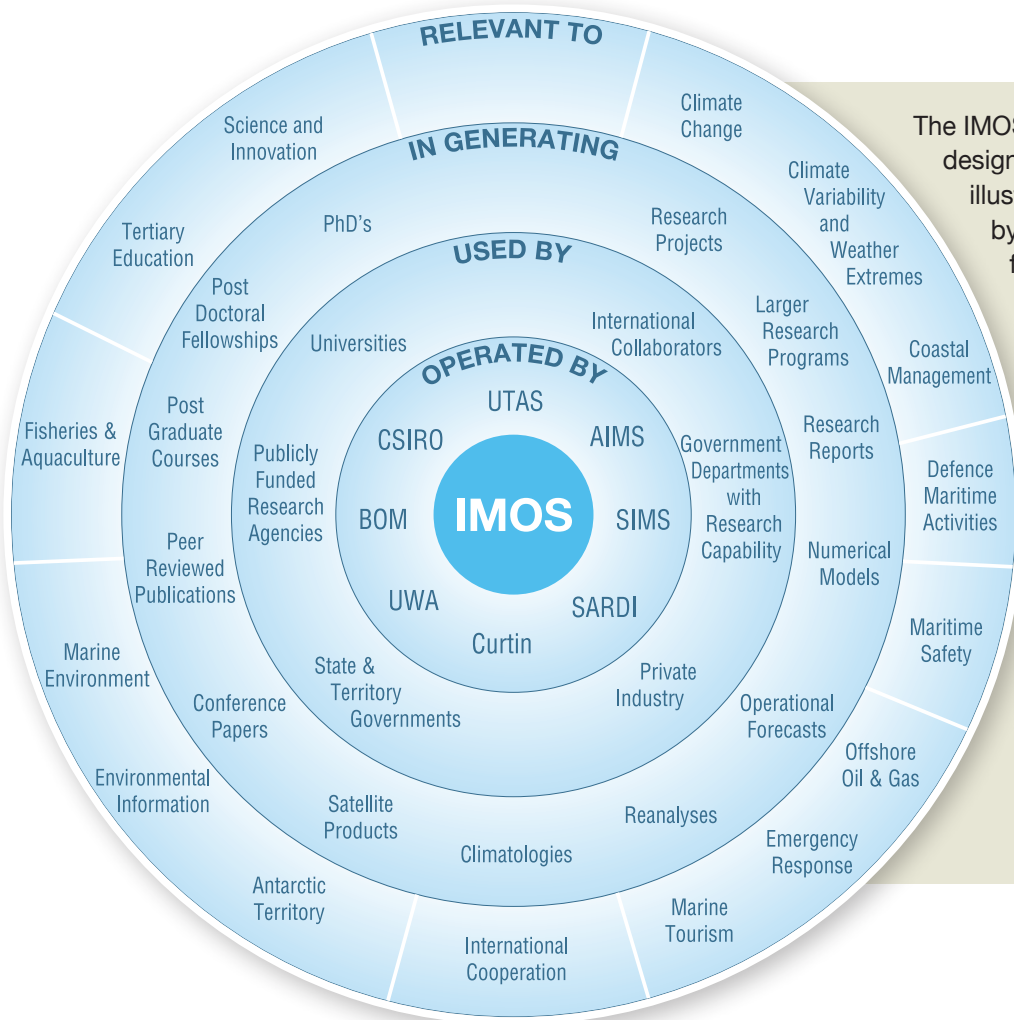 RELEVANT TO
Climate
Change
Climate
Variability
and
Weather
Extremes
Coastal
Management
Defence
Maritime
Activities
Maritime
Safety
Offshore
Oil & Gas
Emergency
Response
Marine
Tourism
International
Cooperation
Antarctic
Territory
Environmental
Information
Marine
Environment
Fisheries &
Aquaculture
Tertiary
Education
Science and
Innovation
IN GENERATING
Research
Projects
Larger
Research
Programs
Research
Reports
Numerical
Models
Operational
Forecasts
Reanalyses
Climatologies
Satellite
Products
Conference
Papers
Peer
Reviewed
Publications
Post
Graduate
Courses
Post
Doctoral
Fellowships
PhD's
USED BY
International
Collaborators
Government
Departments
with
Research
Capability
Private
Industry
State &
Territory
Governments
Publicly
Funded
Research
Agencies
Universities
OPERATED BY
UTAS
AIMS
SIMS
SARDI
Curtin
UWA
BOM
CSIRO
IMOS
The IMOS
design
illust
by
f